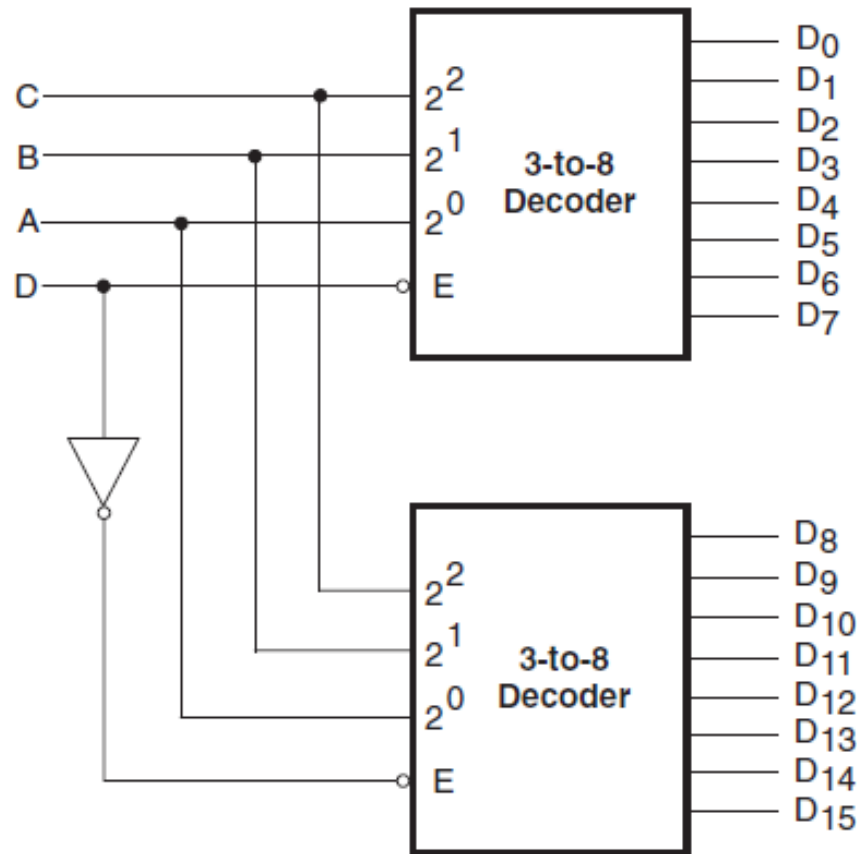 D0
D1
C 2^2 D2
B 2^1 3-to-8 D3
A 2^0 Decoder D4
D5
D E D6
D7
D8
2^2 D9
D10
2^1 3-to-8 D11
2^0 Decoder D12
D13
E D14
D15